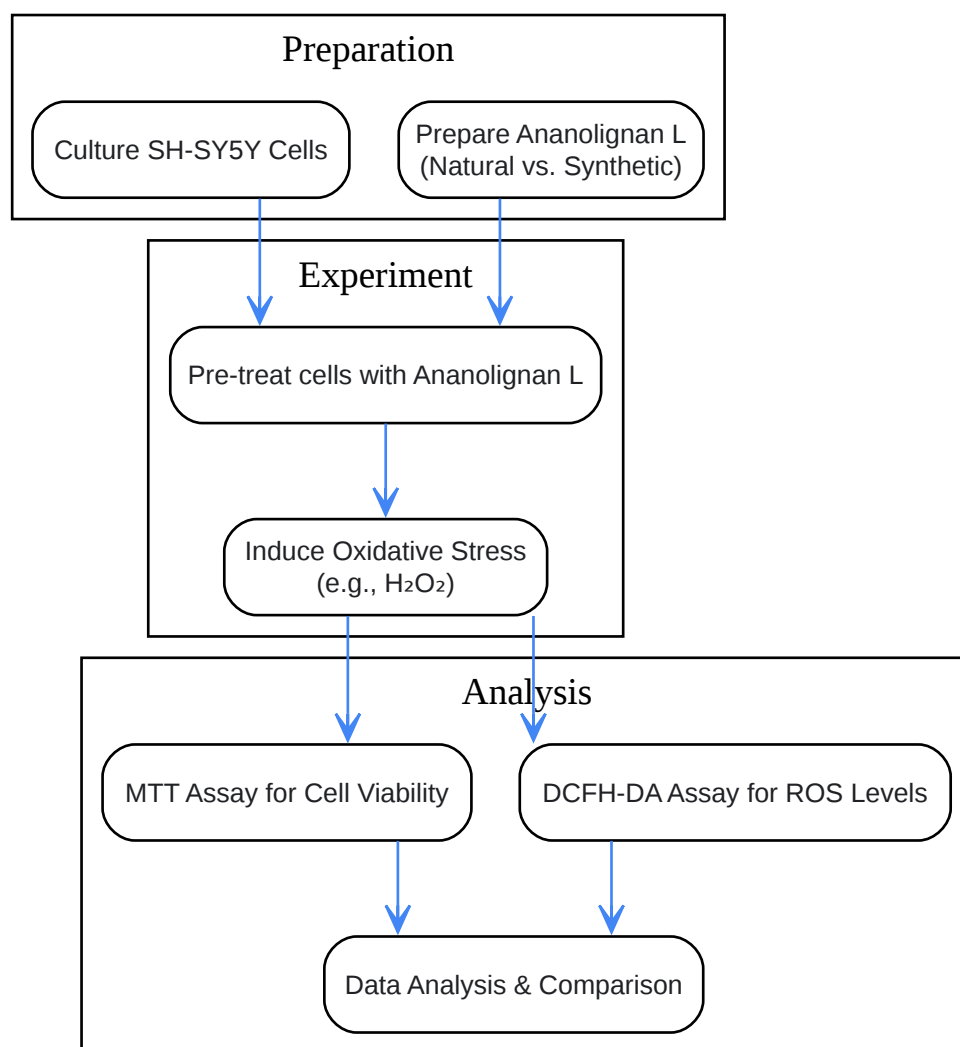 Preparation
Culture SH-SY5Y Cells
Prepare Ananolignan L
(Natural vs. Synthetic)
Experiment
Pre-treat cells with Ananolignan L
Induce Oxidative Stress
(e.g., H₂O₂)
Analysis
MTT Assay for Cell Viability
DCFH-DA Assay for ROS Levels
Data Analysis & Comparison